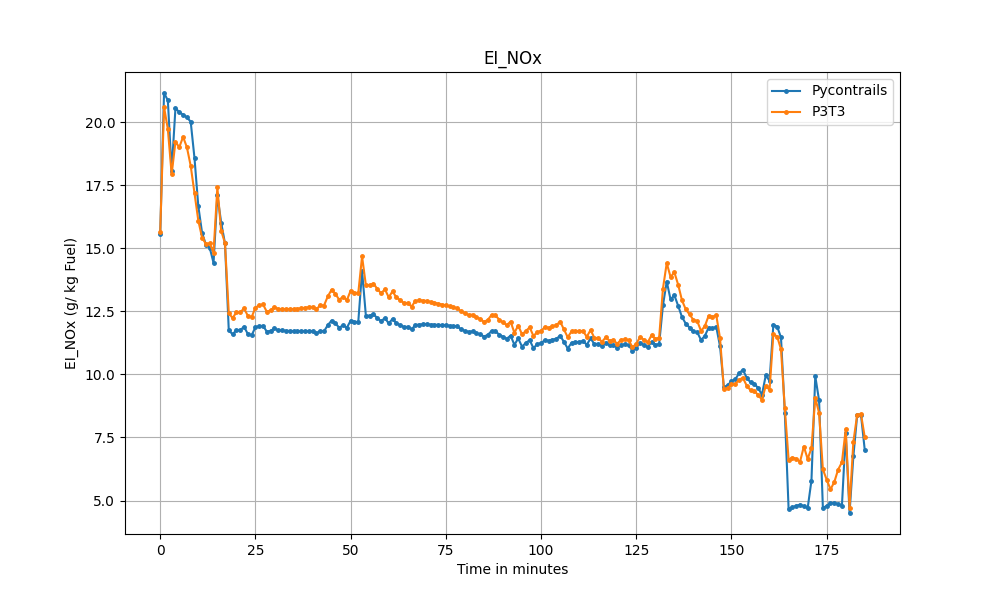 EI_NOx
Pycontrails
P3T3
EI_NOx (g/ kg Fuel)
20.0
17.5
15.0
12.5
10.0
7.5
5.0
0 25 50 75 100 125 150 175
Time in minutes